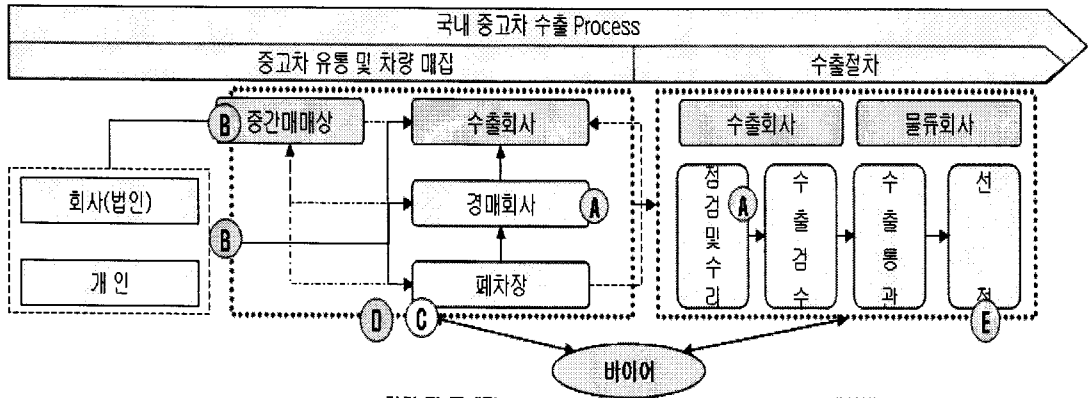 국내 중고차 수출 Process
중고차 유통 및 차량 매집
수출절차
B
중간매매상
수출회사
수출회사
물류회사
회사(법인)
B
개 인
경매회사
A
폐차장
점검및수리
A
수출검수
수출통관
선적
D
C
E
바이어